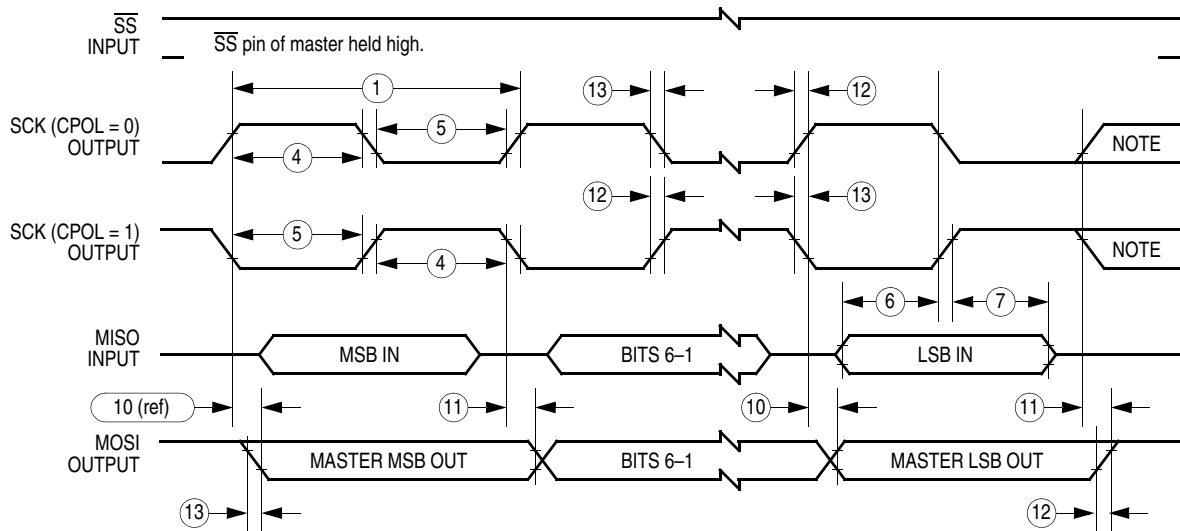 SS
INPUT
SS pin of master held high.
1
13
12
SCK (CPOL = 0)
OUTPUT
5
4
NOTE
12
13
SCK (CPOL = 1)
OUTPUT
5
4
NOTE
6
7
MISO
INPUT
MSB IN
BITS 6–1
LSB IN
10 (ref)
11
10
11
MOSI
OUTPUT
MASTER MSB OUT
BITS 6–1
MASTER LSB OUT
13
12